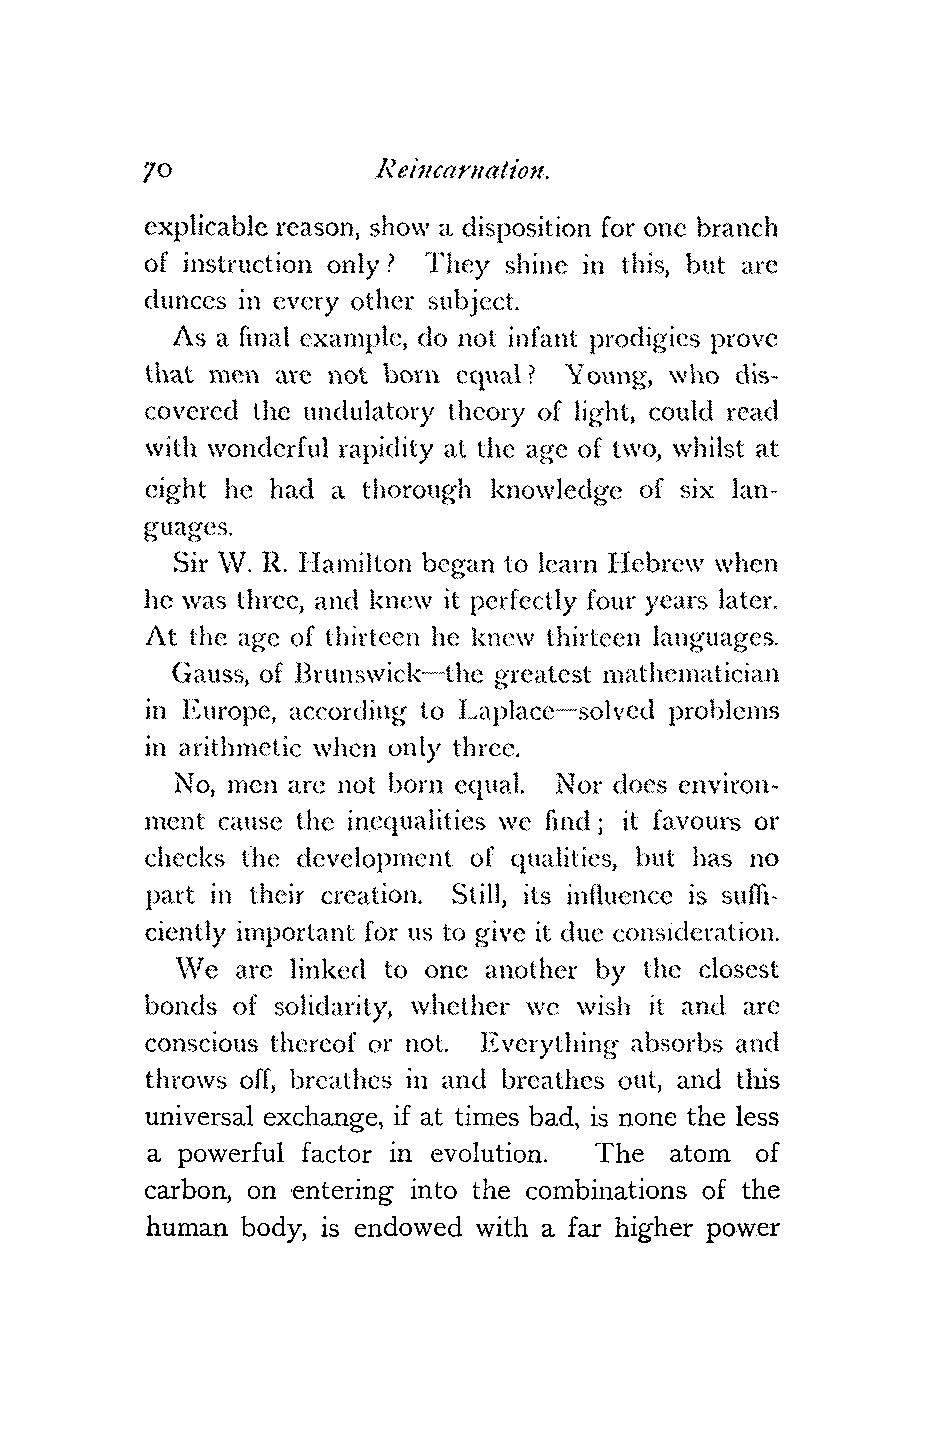 70 Reincarnation.
explicable reason, show a disposition for one branch
of instruction only? They shine in this, but are
dunces in every other subject.
As a final example, do not infant prodigies prove
that men are not born equal? Young, who dis-
covered the undulatory theory of light, could read
with wonderful rapidity at the age of two, whilst at
eight he had a thorough knowledge of six lan-
guages.
Sir W. R. Hamilton began to learn Hebrew when
he was three, and knew it perfectly four years later.
At the age of thirteen he knew thirteen languages.
Gauss, of Brunswick—the greatest mathematician
in Europe, according to Laplace—solved problems
in arithmetic when only three.
No, men are not born equal. Nor does environ-
ment cause the inequalities we find; it favours or
checks the development of qualities, but has no
part in their creation. Still, its influence is suffi-
ciently important for us to give it due consideration.
We are linked to one another by the closest
bonds of solidarity, whether we wish it and are
conscious thereof or not. Everything absorbs and
throws off, breathes in and breathes out, and this
universal exchange, if at times bad, is none the less
a powerful factor in evolution. The atom of
carbon, on entering into the combinations of the
human body, is endowed with a far higher power